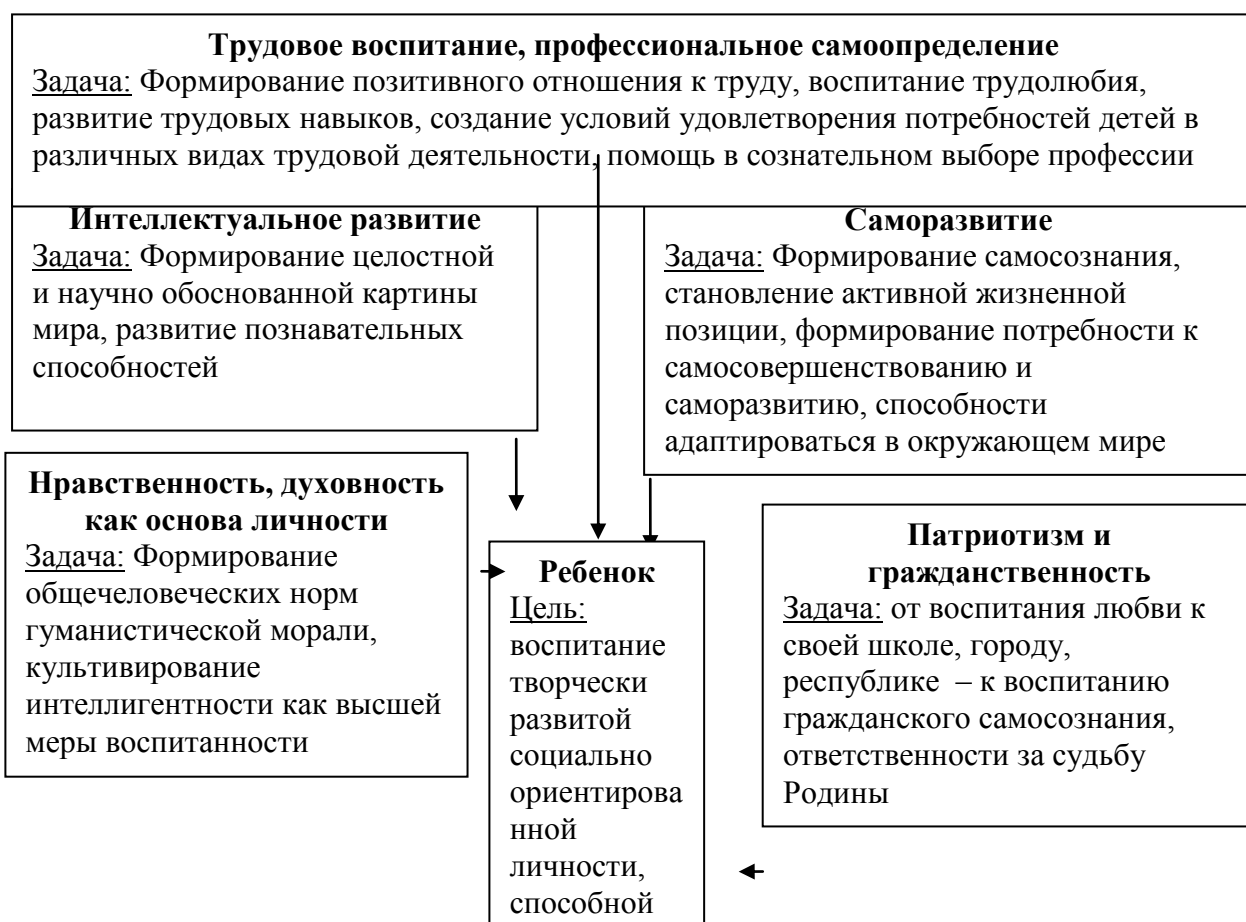 Трудовое воспитание, профессиональное самоопределение
Задача: Формирование позитивного отношения к труду, воспитание трудолюбия,
развитие трудовых навыков, создание условий удовлетворения потребностей детей в
различных видах трудовой деятельности, помощь в сознательном выборе профессии
Интеллектуальное развитие
Задача: Формирование целостной
и научно обоснованной картины
мира, развитие познавательных
способностей
Саморазвитие
Задача: Формирование самосознания,
становление активной жизненной
позиции, формирование потребности к
самосовершенствованию и
саморазвитию, способности
адаптироваться в окружающем мире
Нравственность, духовность
как основа личности
Задача: Формирование
общечеловеческих норм
гуманистической морали,
культивирование
интеллигентности как высшей
меры воспитанности
Ребенок
Цель:
воспитание
творчески
развитой
социально
ориентирова
нной
личности,
способной
Патриотизм и
гражданственность
Задача: от воспитания любви к
своей школе, городу,
республике – к воспитанию
гражданского самосознания,
ответственности за судьбу
Родины